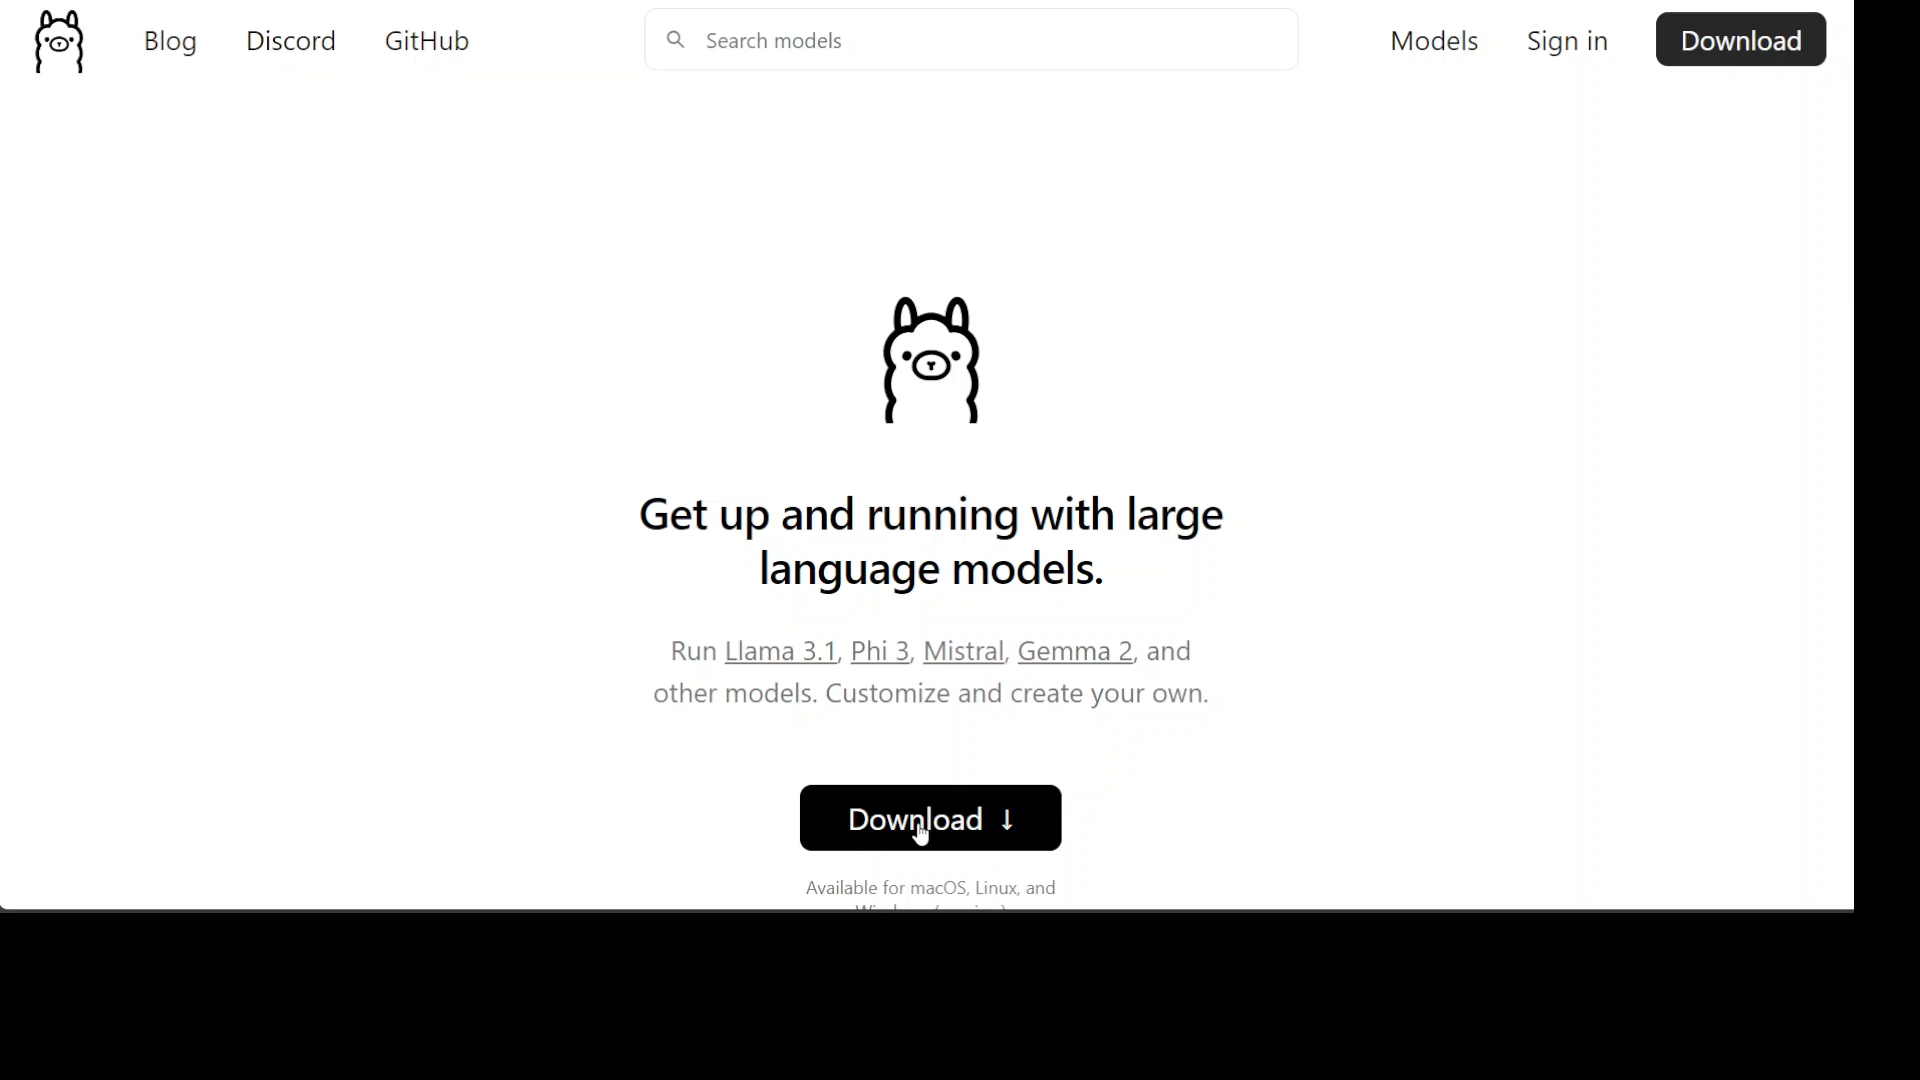 Blog Discord GitHub Search models Models Sign in Download
Get up and running with large
language models.
Run Llama 3.1, Phi 3, Mistral, Gemma 2, and
other models. Customize and create your own.
Download ↓
Available for macOS, Linux, and